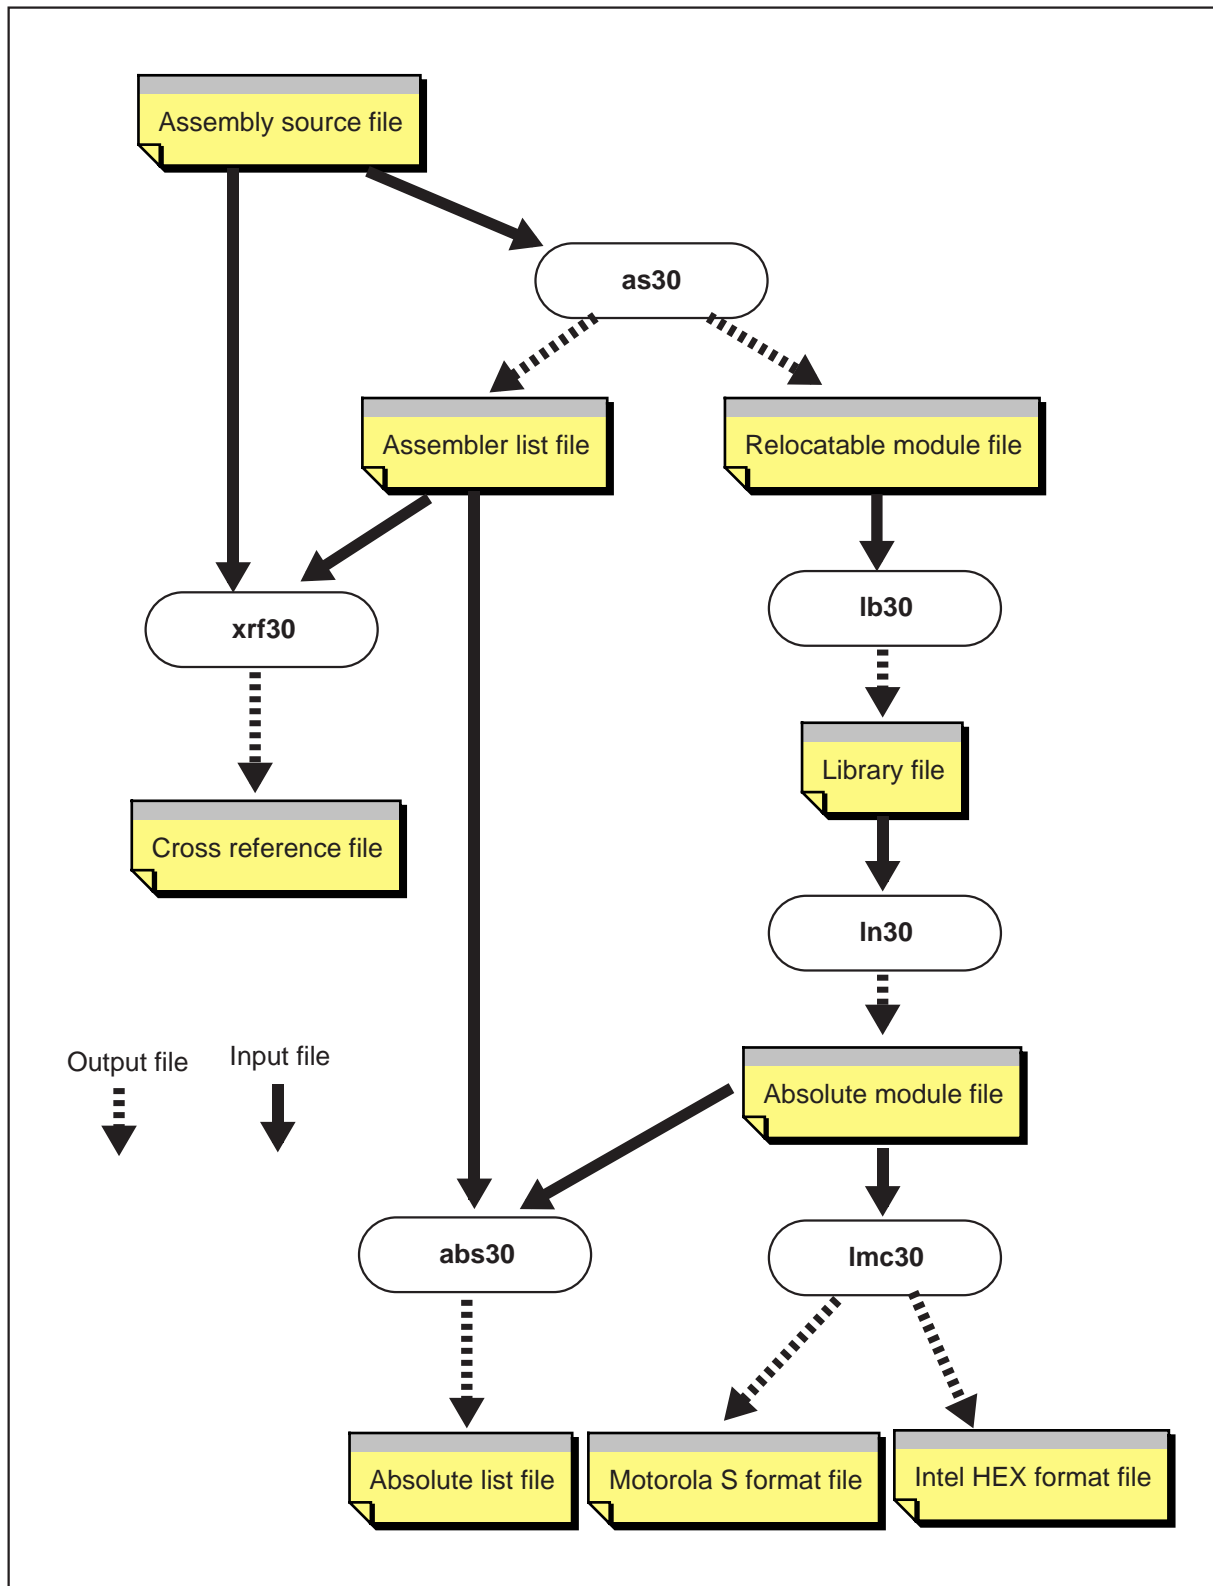 Assembly source file
as30
Assembler list file
Relocatable module file
xrf30
lb30
Library file
Cross reference file
ln30
Output file
Input file
Absolute module file
abs30
lmc30
Absolute list file
Motorola S format file
Intel HEX format file